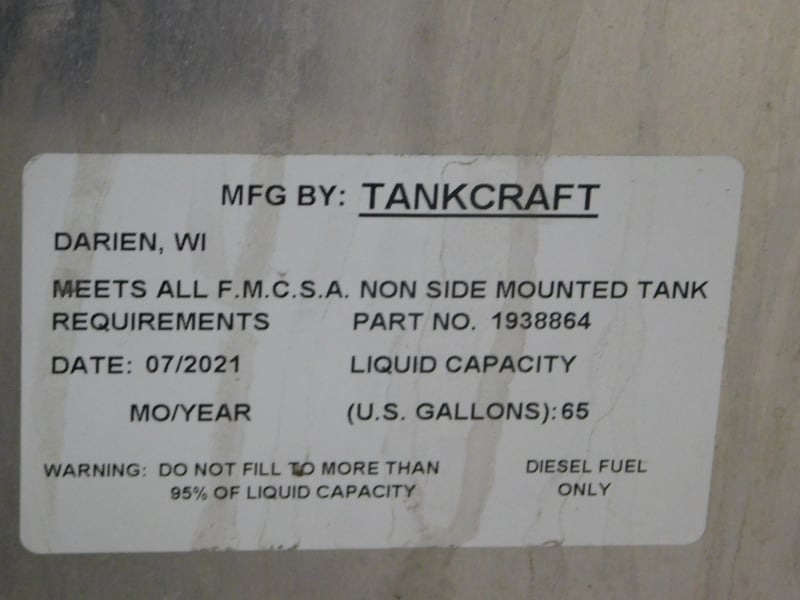 MFG BY: TANKCRAFT
DARIEN, WI
MEETS ALL F.M.C.S.A. NON SIDE MOUNTED TANK
REQUIREMENTS PART NO. 1938864
DATE: 07/2021 LIQUID CAPACITY
MO/YEAR (U.S. GALLONS): 65
WARNING: DO NOT FILL TO MORE THAN DIESEL FUEL
95% OF LIQUID CAPACITY ONLY